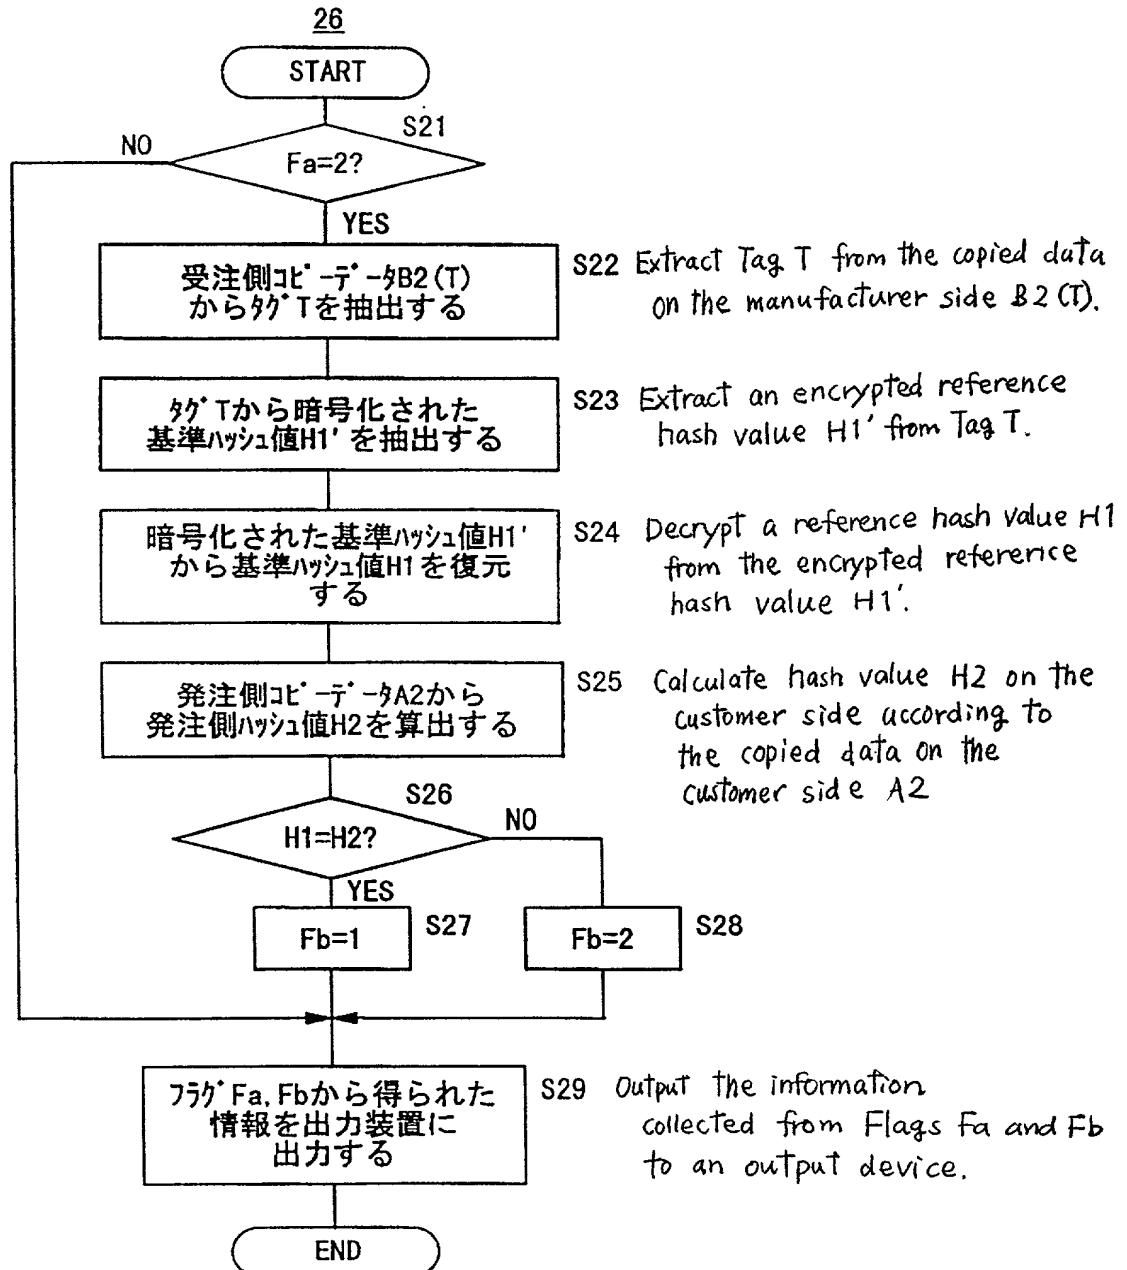 26
START
S21
NO
Fa=2?
YES
受注側ｺﾋﾟｰﾃﾞｰﾀB2(T)
からﾀｸﾞTを抽出する
S22 Extract Tag T from the copied data
on the manufacturer side B2(T).
ﾀｸﾞTから暗号化された
基準ﾊｯｼｭ値H1'を抽出する
S23 Extract an encrypted reference
hash value H1' from Tag T.
暗号化された基準ﾊｯｼｭ値H1'
から基準ﾊｯｼｭ値H1を復元
する
S24 Decrypt a reference hash value H1
from the encrypted reference
hash value H1'.
発注側ｺﾋﾟｰﾃﾞｰﾀA2から
発注側ﾊｯｼｭ値H2を算出する
S25 Calculate hash value H2 on the
customer side according to
the copied data on the
customer side A2
S26
H1=H2?
NO
YES
Fb=1
S27
Fb=2
S28
ﾌﾗｸﾞFa,Fbから得られた
情報を出力装置に
出力する
S29 Output the information
collected from Flags Fa and Fb
to an output device.
END